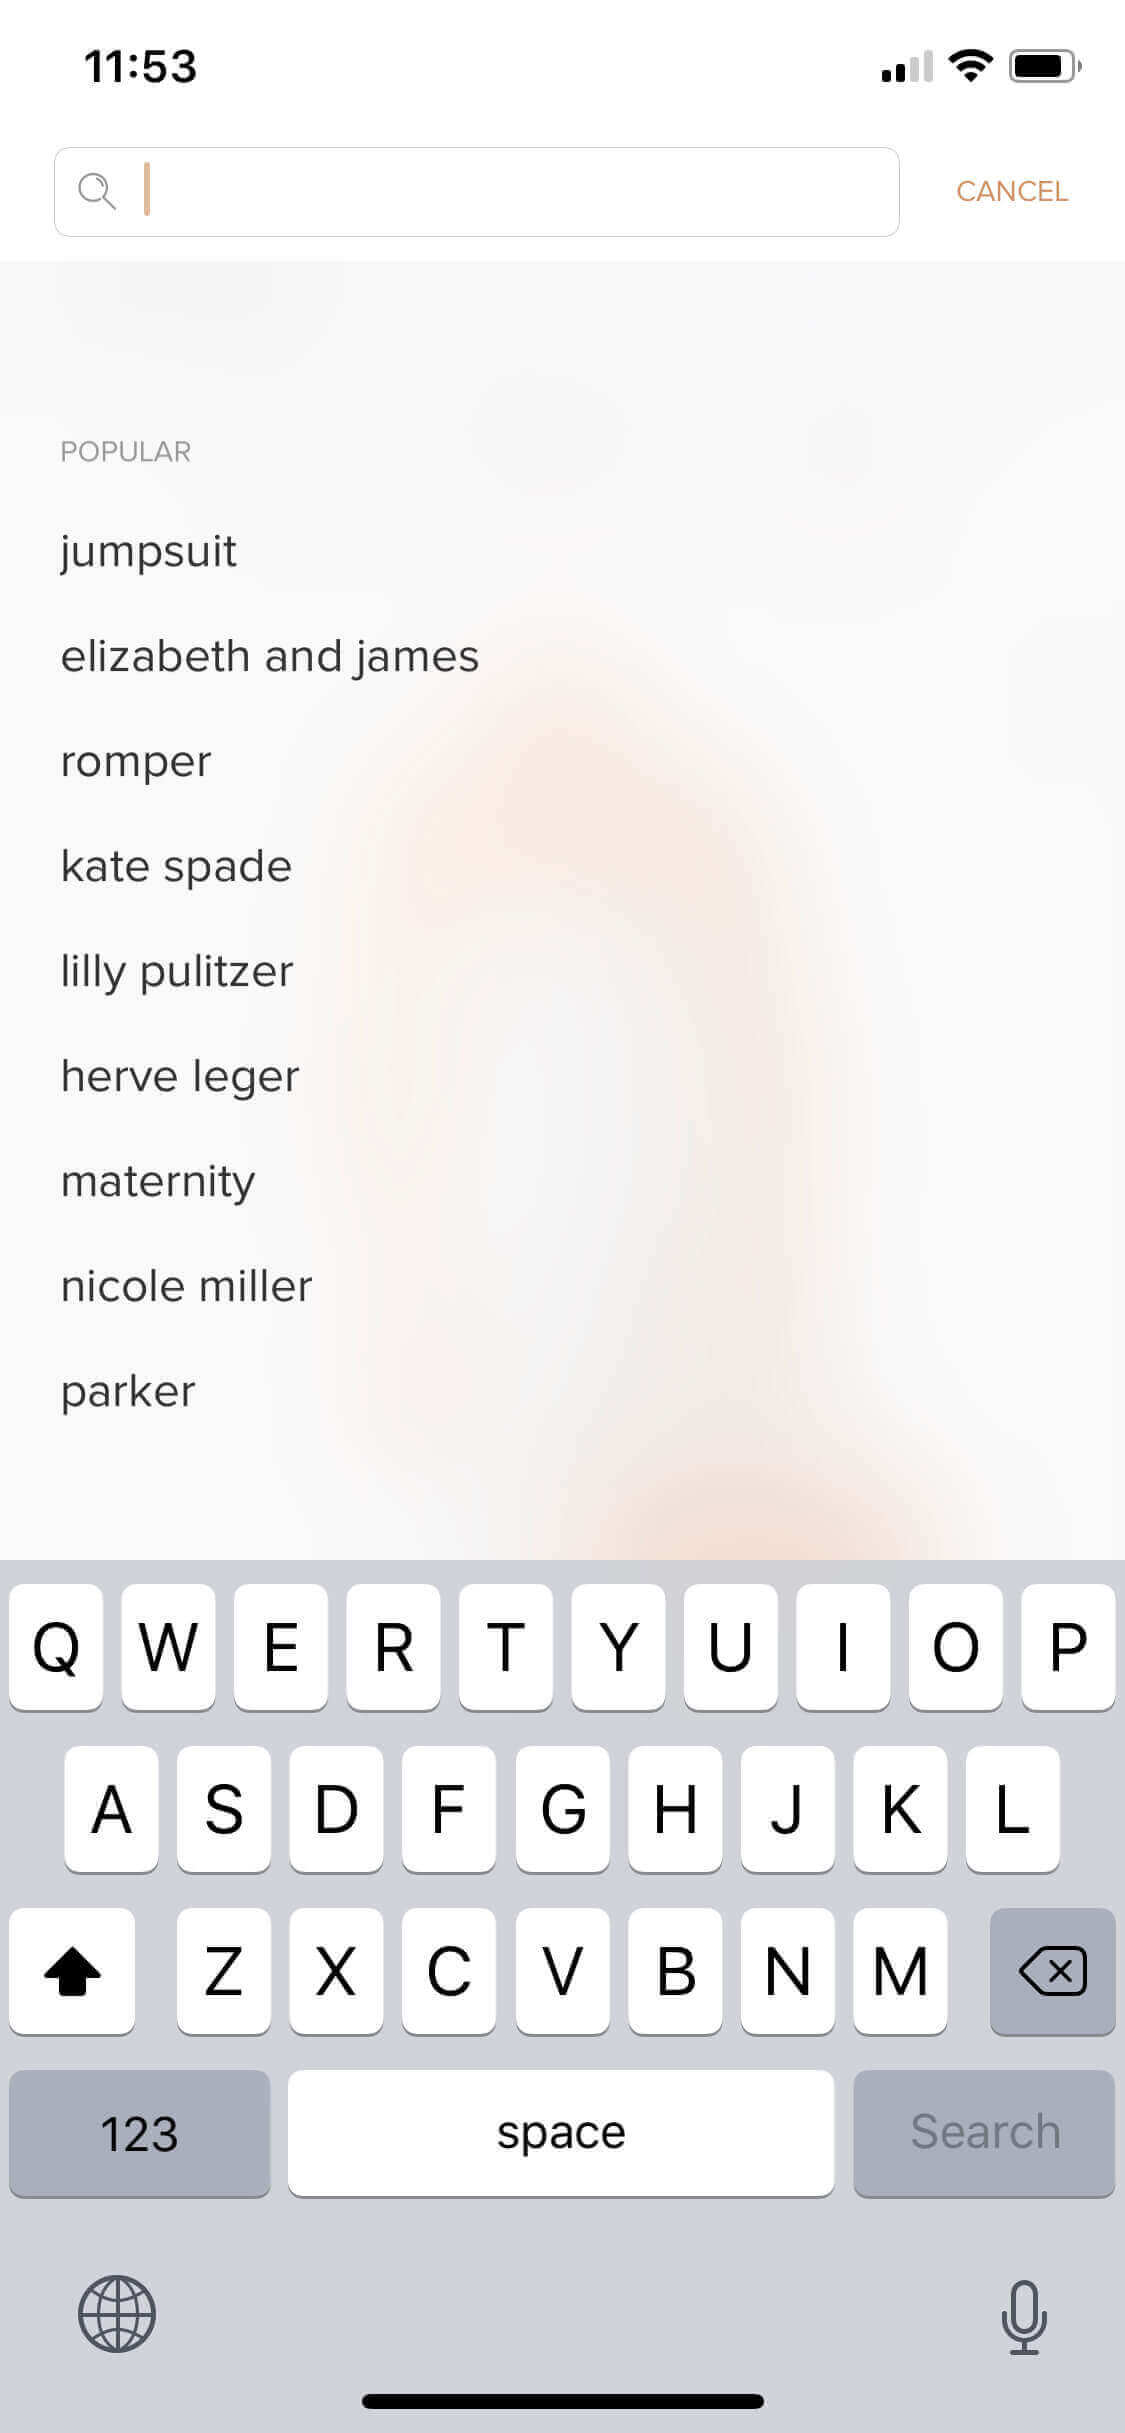 11:53
CANCEL
POPULAR
jumpsuit
elizabeth and james
romper
kate spade
lilly pulitzer
herve leger
maternity
nicole miller
parker
Q W E R T Y U I O P
A S D F G H J K L
Z X C V B N M
123 space Search